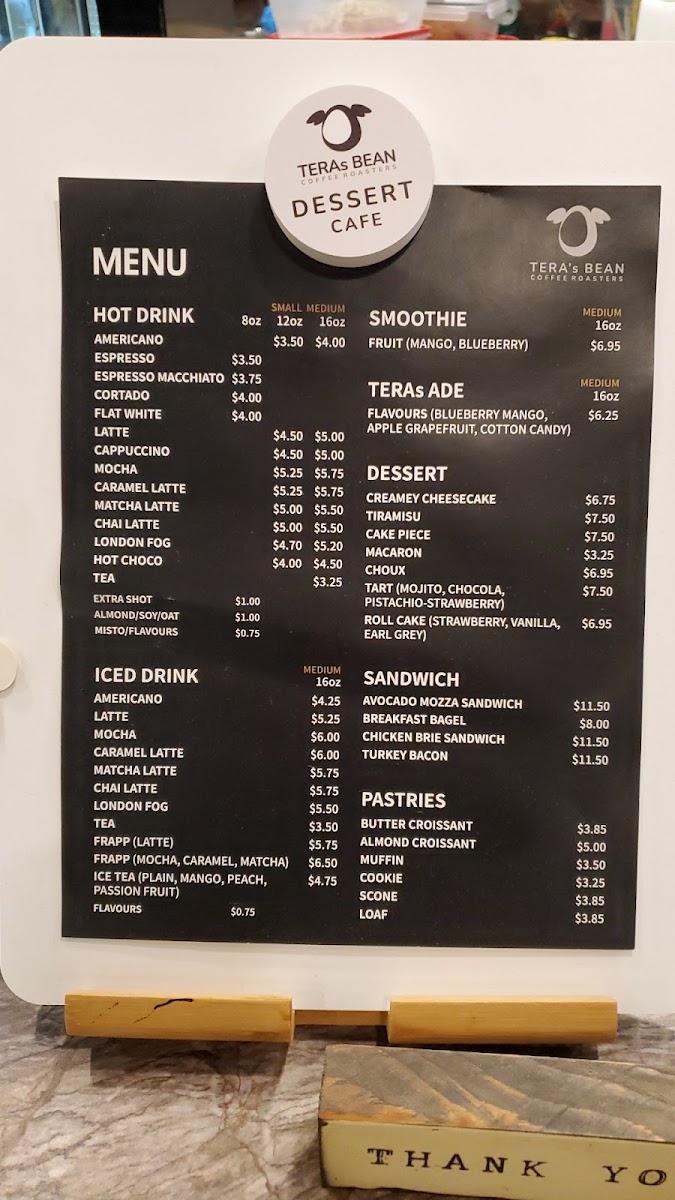 TERAs BEAN
COFFEE ROASTERS
DESSERT
CAFE
TERA's BEAN
COFFEE ROASTERS
MENU
HOT DRINK
SMALL MEDIUM
8oz 12oz 16oz
AMERICANO $3.50 $4.00
ESPRESSO $3.50
ESPRESSO MACCHIATO $3.75
CORTADO $4.00
FLAT WHITE $4.00
LATTE $4.50 $5.00
CAPPUCCINO $4.50 $5.00
MOCHA $5.25 $5.75
CARAMEL LATTE $5.25 $5.75
MATCHA LATTE $5.00 $5.50
CHAI LATTE $5.00 $5.50
LONDON FOG $4.70 $5.20
HOT CHOCO $4.00 $4.50
TEA $3.25
EXTRA SHOT $1.00
ALMOND/SOY/OAT $1.00
MISTO/FLAVOURS $0.75
ICED DRINK
MEDIUM
16oz
AMERICANO $4.25
LATTE $5.25
MOCHA $6.00
CARAMEL LATTE $6.00
MATCHA LATTE $5.75
CHAI LATTE $5.75
LONDON FOG $5.50
TEA $3.50
FRAPP (LATTE) $5.75
FRAPP (MOCHA, CARAMEL, MATCHA) $6.50
ICE TEA (PLAIN, MANGO, PEACH, $4.75
PASSION FRUIT)
FLAVOURS $0.75
SMOOTHIE
MEDIUM
16oz
FRUIT (MANGO, BLUEBERRY) $6.95
TERAs ADE
MEDIUM
16oz
FLAVOURS (BLUEBERRY MANGO, $6.25
APPLE GRAPEFRUIT, COTTON CANDY)
DESSERT
CREAMEY CHEESECAKE $6.75
TIRAMISU $7.50
CAKE PIECE $7.50
MACARON $3.25
CHOUX $6.95
TART (MOJITO, CHOCOLA, $7.50
PISTACHIO-STRAWBERRY)
ROLL CAKE (STRAWBERRY, VANILLA, $6.95
EARL GREY)
SANDWICH
AVOCADO MOZZA SANDWICH $11.50
BREAKFAST BAGEL $8.00
CHICKEN BRIE SANDWICH $11.50
TURKEY BACON $11.50
PASTRIES
BUTTER CROISSANT $3.85
ALMOND CROISSANT $5.00
MUFFIN $3.50
COOKIE $3.25
SCONE $3.85
LOAF $3.85
THANK YO